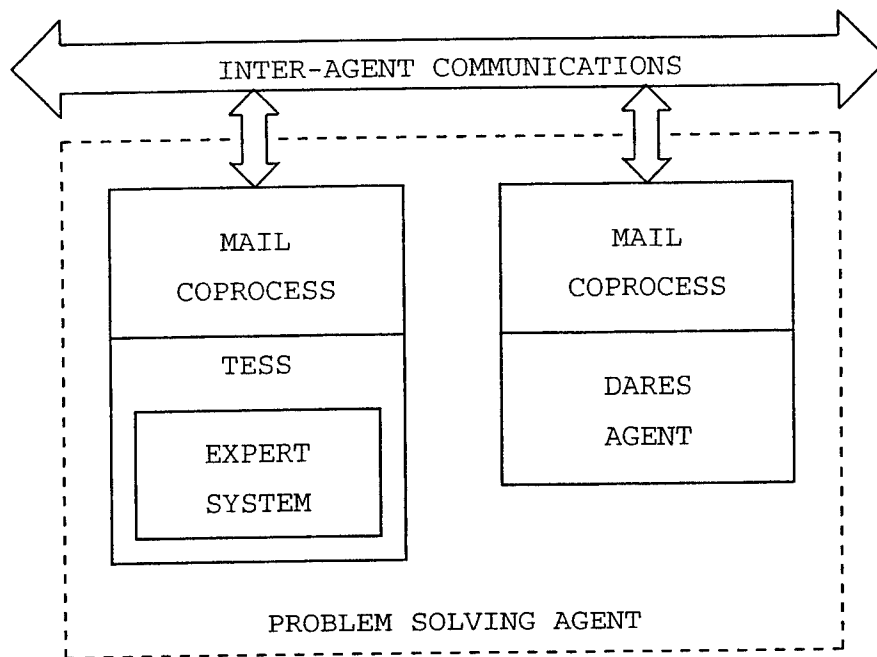 INTER-AGENT COMMUNICATIONS
MAIL
COPROCESS
TESS
EXPERT
SYSTEM
MAIL
COPROCESS
DARES
AGENT
PROBLEM SOLVING AGENT